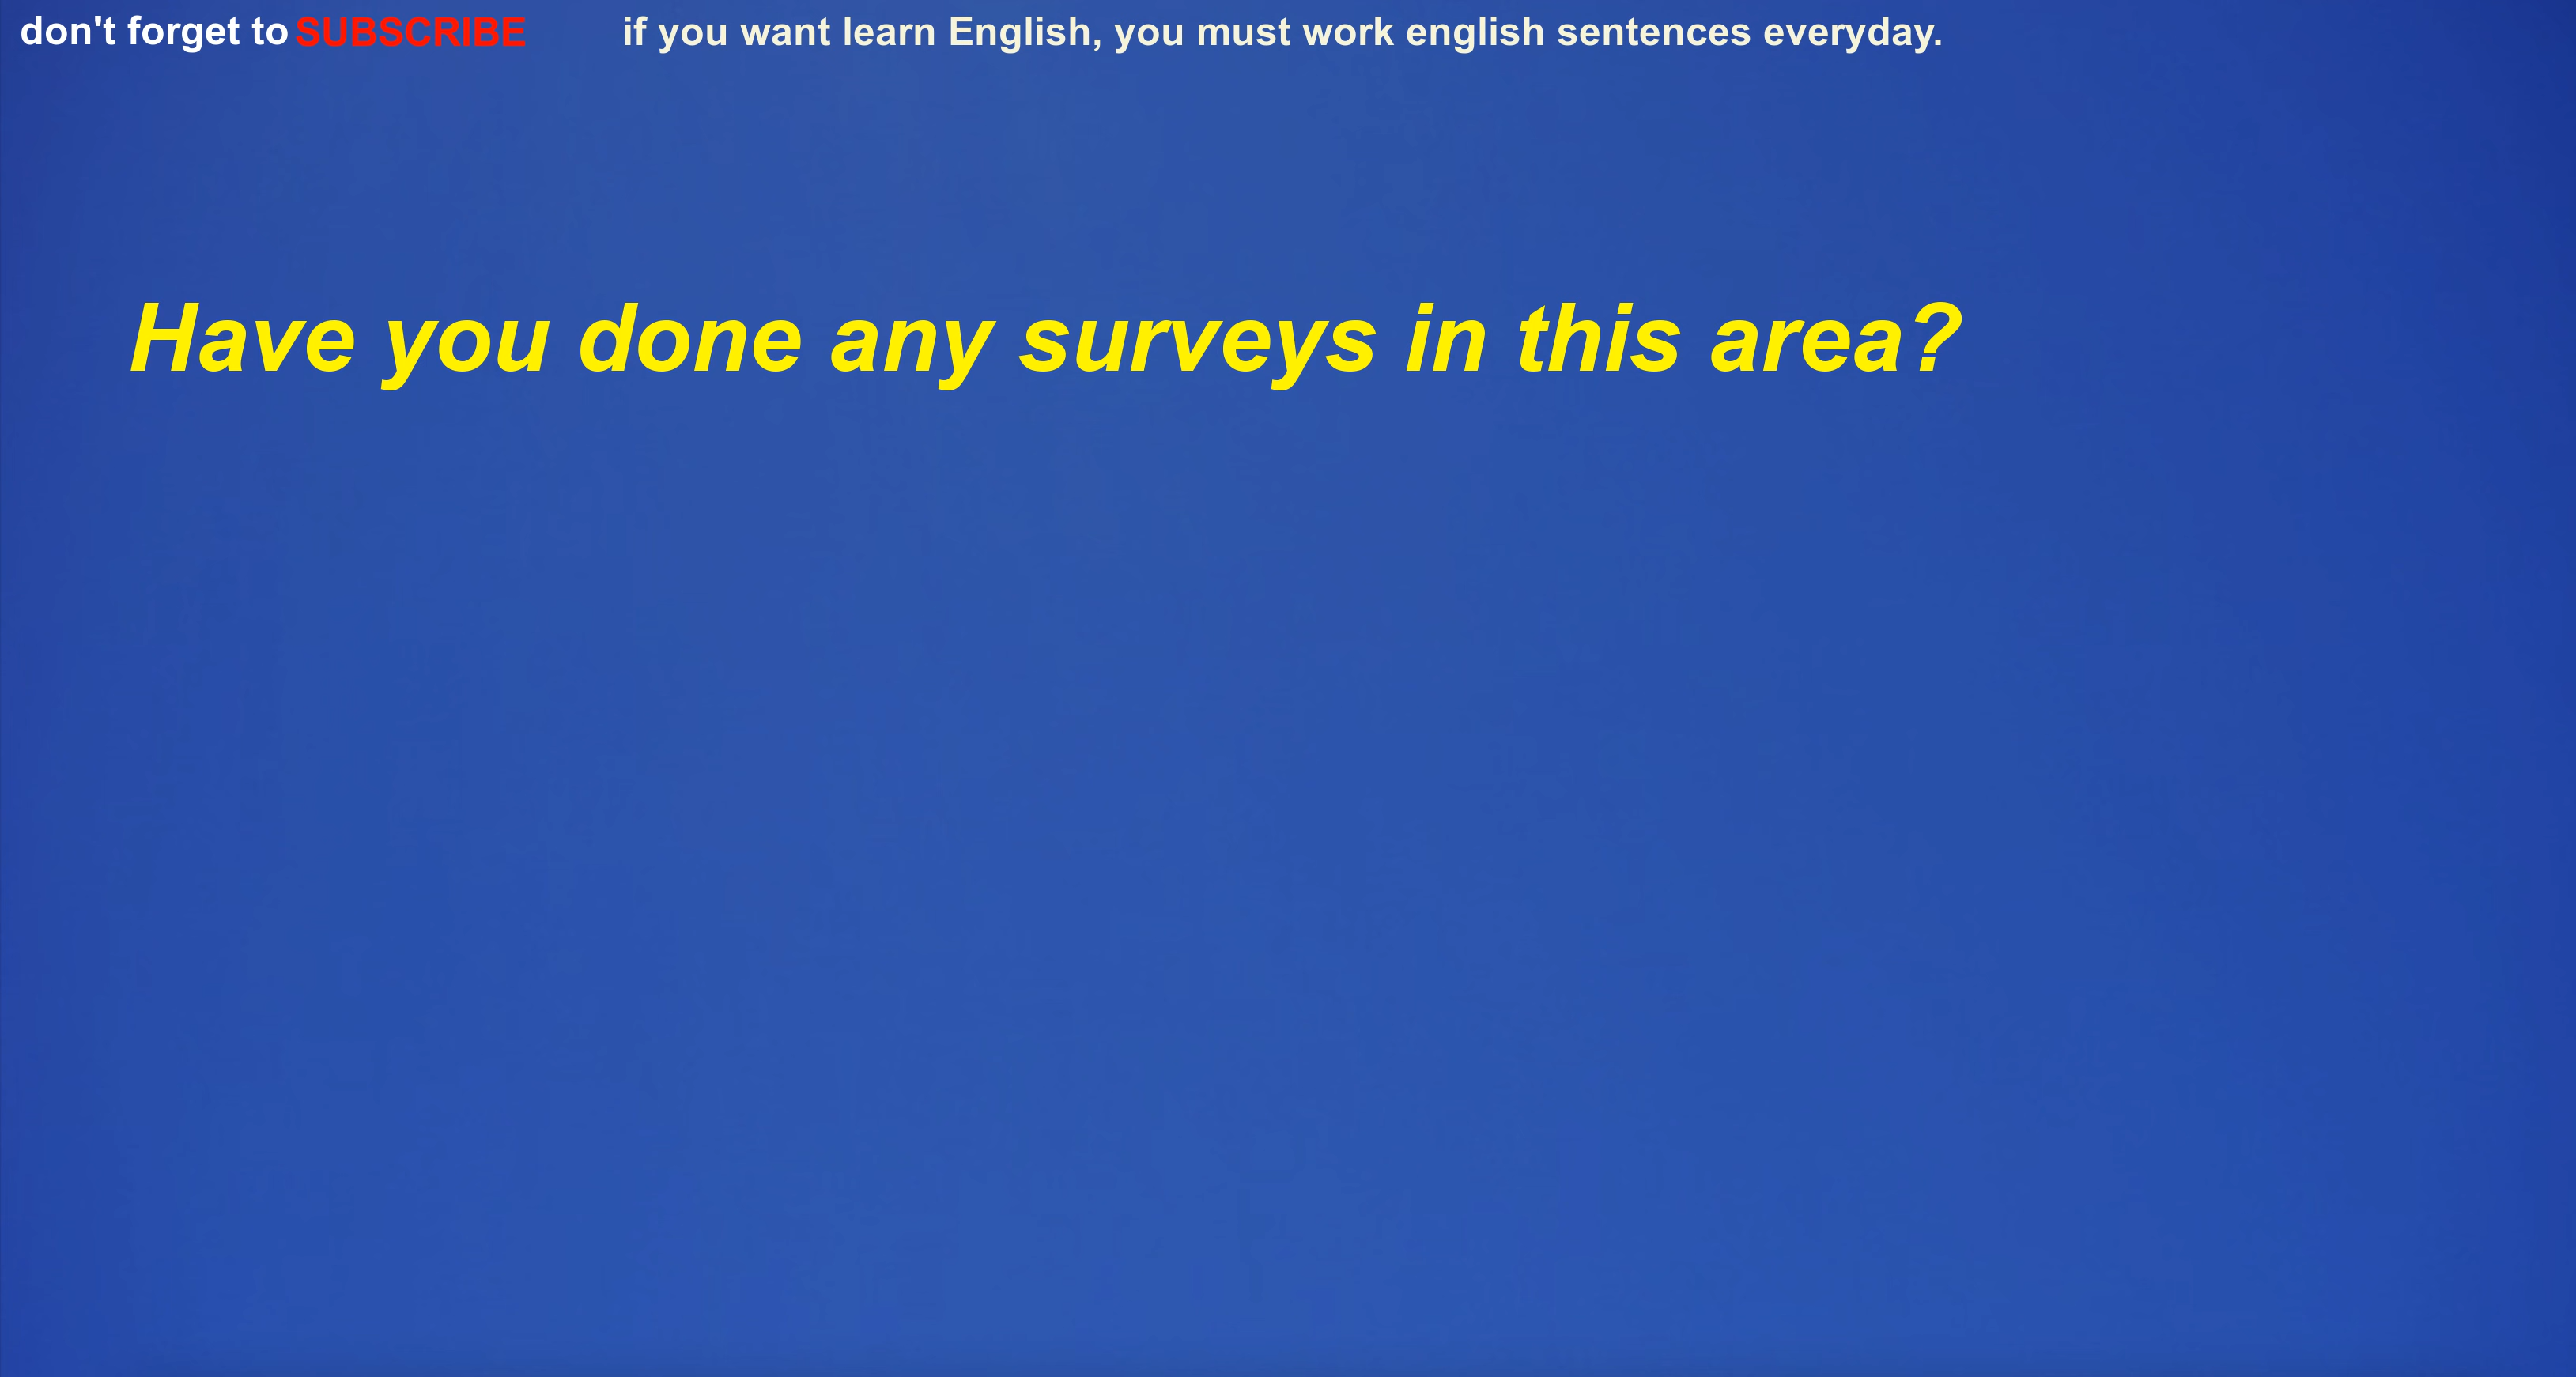 don't forget to SUBSCRIBE if you want learn English, you must work english sentences everyday.
Have you done any surveys in this area?